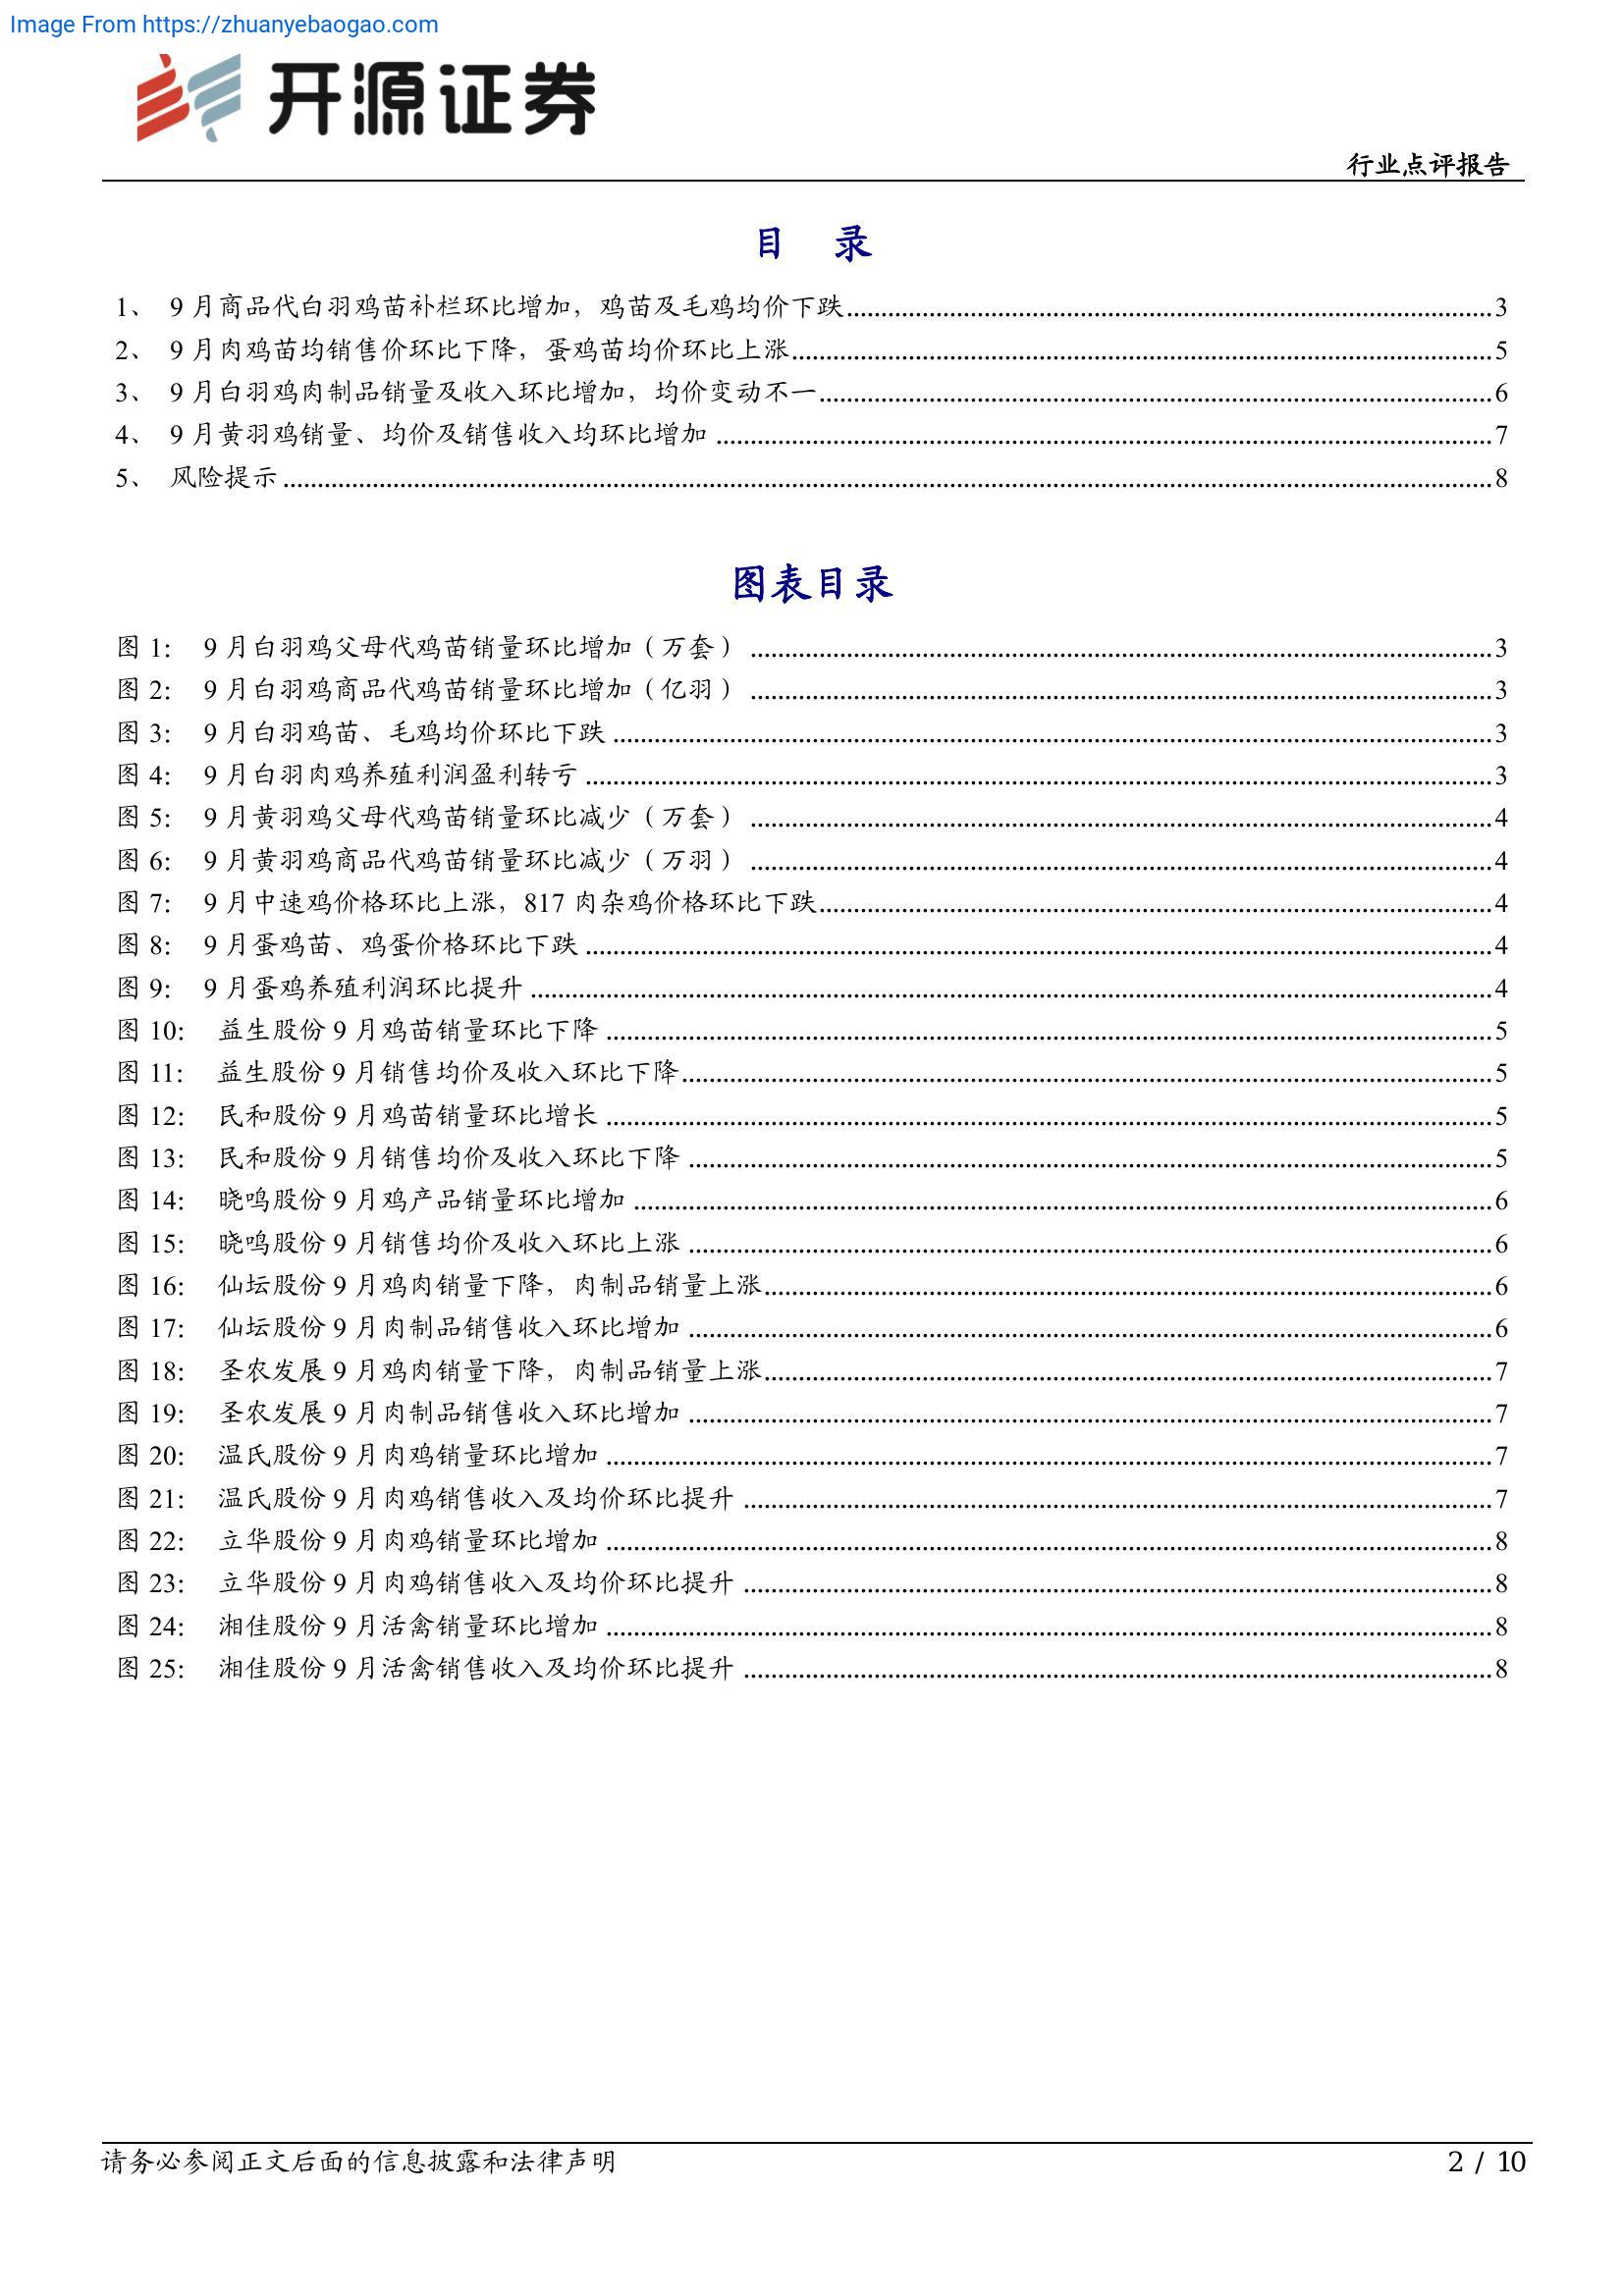 Image From https://zhuanyebaogao.com
开源证券
行业点评报告
目 录
1、 9 月商品代白羽鸡苗补栏环比增加，鸡苗及毛鸡均价下跌 3
2、 9 月肉鸡苗均销售价环比下降，蛋鸡苗均价环比上涨 5
3、 9 月白羽鸡肉制品销量及收入环比增加，均价变动不一 6
4、 9 月黄羽鸡销量、均价及销售收入均环比增加 7
5、 风险提示 8
图表目录
图 1： 9 月白羽鸡父母代鸡苗销量环比增加（万套） 3
图 2： 9 月白羽鸡商品代鸡苗销量环比增加（亿羽） 3
图 3： 9 月白羽鸡苗、毛鸡均价环比下跌 3
图 4： 9 月白羽肉鸡养殖利润盈利转亏 3
图 5： 9 月黄羽鸡父母代鸡苗销量环比减少（万套） 4
图 6： 9 月黄羽鸡商品代鸡苗销量环比减少（万羽） 4
图 7： 9 月中速鸡价格环比上涨，817 肉杂鸡价格环比下跌 4
图 8： 9 月蛋鸡苗、鸡蛋价格环比下跌 4
图 9： 9 月蛋鸡养殖利润环比提升 4
图 10： 益生股份 9 月鸡苗销量环比下降 5
图 11： 益生股份 9 月销售均价及收入环比下降 5
图 12： 民和股份 9 月鸡苗销量环比增长 5
图 13： 民和股份 9 月销售均价及收入环比下降 5
图 14： 晓鸣股份 9 月鸡产品销量环比增加 6
图 15： 晓鸣股份 9 月销售均价及收入环比上涨 6
图 16： 仙坛股份 9 月鸡肉销量下降，肉制品销量上涨 6
图 17： 仙坛股份 9 月肉制品销售收入环比增加 6
图 18： 圣农发展 9 月鸡肉销量下降，肉制品销量上涨 7
图 19： 圣农发展 9 月肉制品销售收入环比增加 7
图 20： 温氏股份 9 月肉鸡销量环比增加 7
图 21： 温氏股份 9 月肉鸡销售收入及均价环比提升 7
图 22： 立华股份 9 月肉鸡销量环比增加 8
图 23： 立华股份 9 月肉鸡销售收入及均价环比提升 8
图 24： 湘佳股份 9 月活禽销量环比增加 8
图 25： 湘佳股份 9 月活禽销售收入及均价环比提升 8
请务必参阅正文后面的信息披露和法律声明
2 / 10